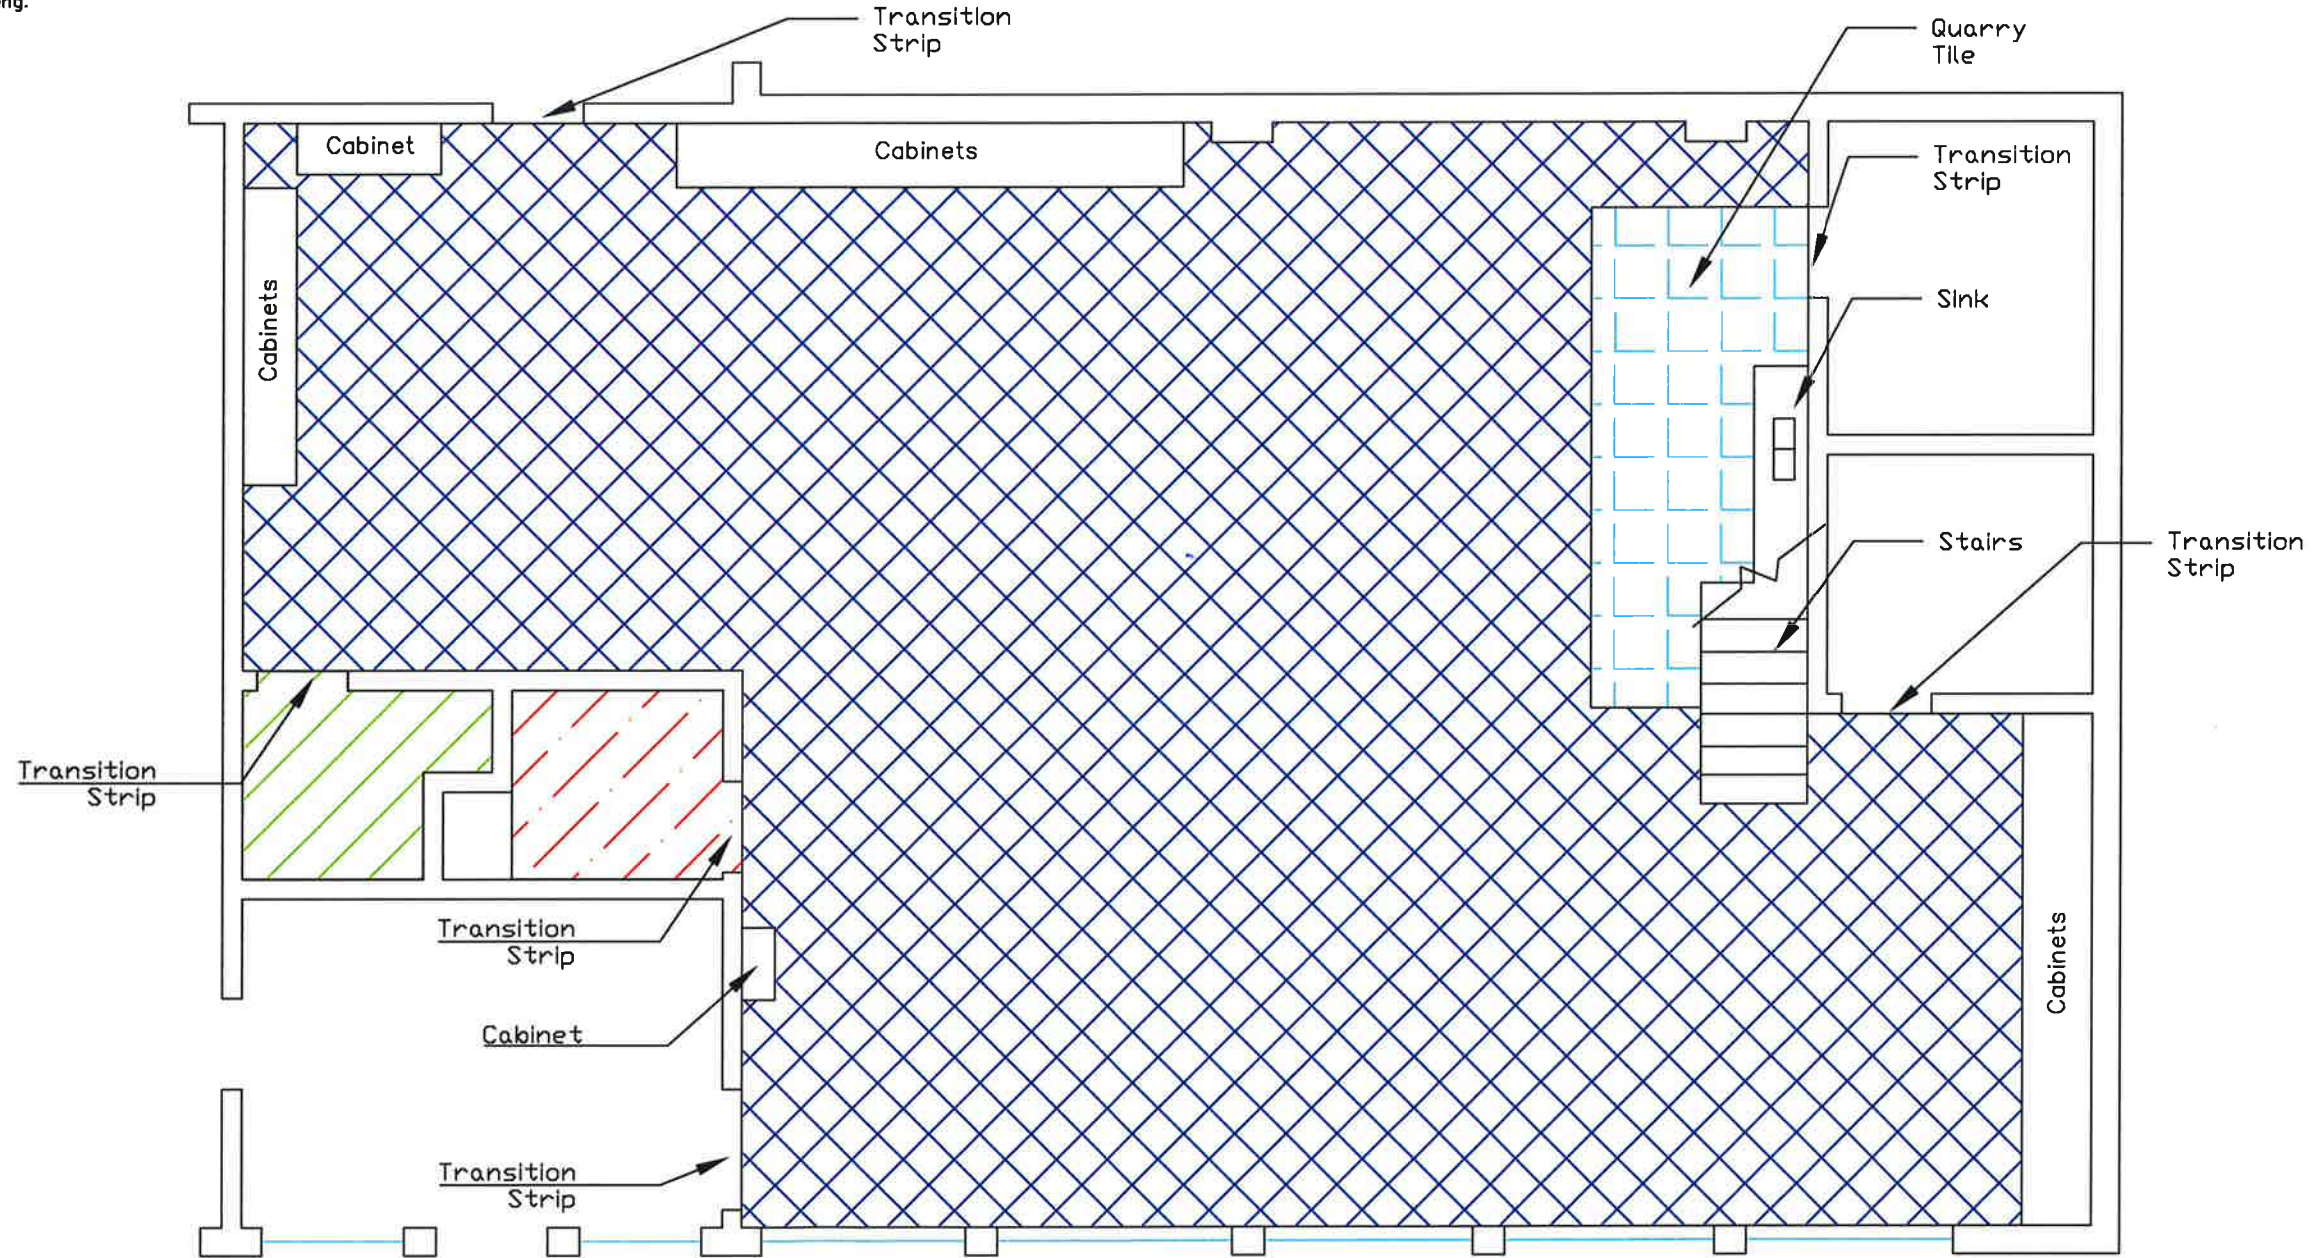 Transition
Strip
Quarry
Tile
Cabinet
Cabinets
Transition
Strip
Cabinets
Sink
Stairs
Transition
Strip
Transition
Strip
Transition
Strip
Cabinets
Cabinet
Transition
Strip